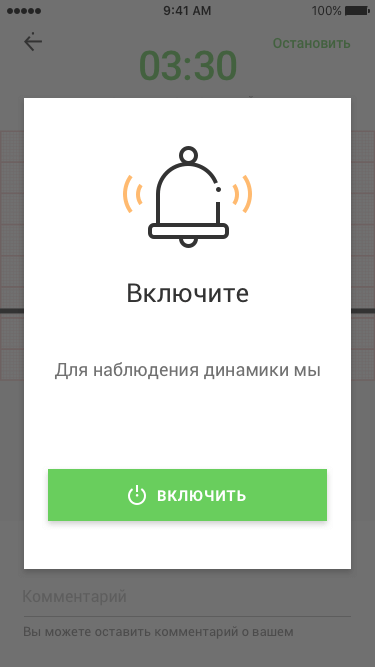 9:41 AM
100%
Остановить
03:30
Включите
Для наблюдения динамики мы
ВКЛЮЧИТЬ
Комментарий
Вы можете оставить комментарий о вашем